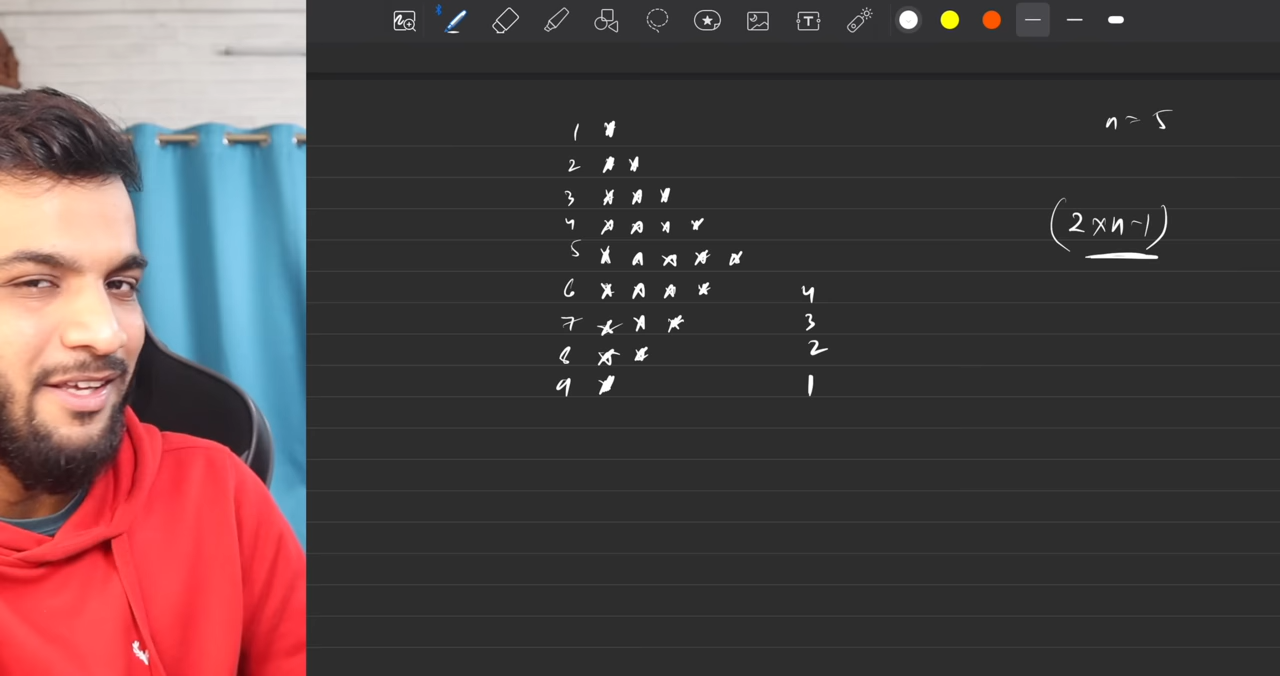 1 *
2 * *
3 * * *
4 * * * *
5 * * * * *
6 * * * * 4
7 * * * 3
8 * * 2
9 * 1
n = 5
(2×n-1)
T